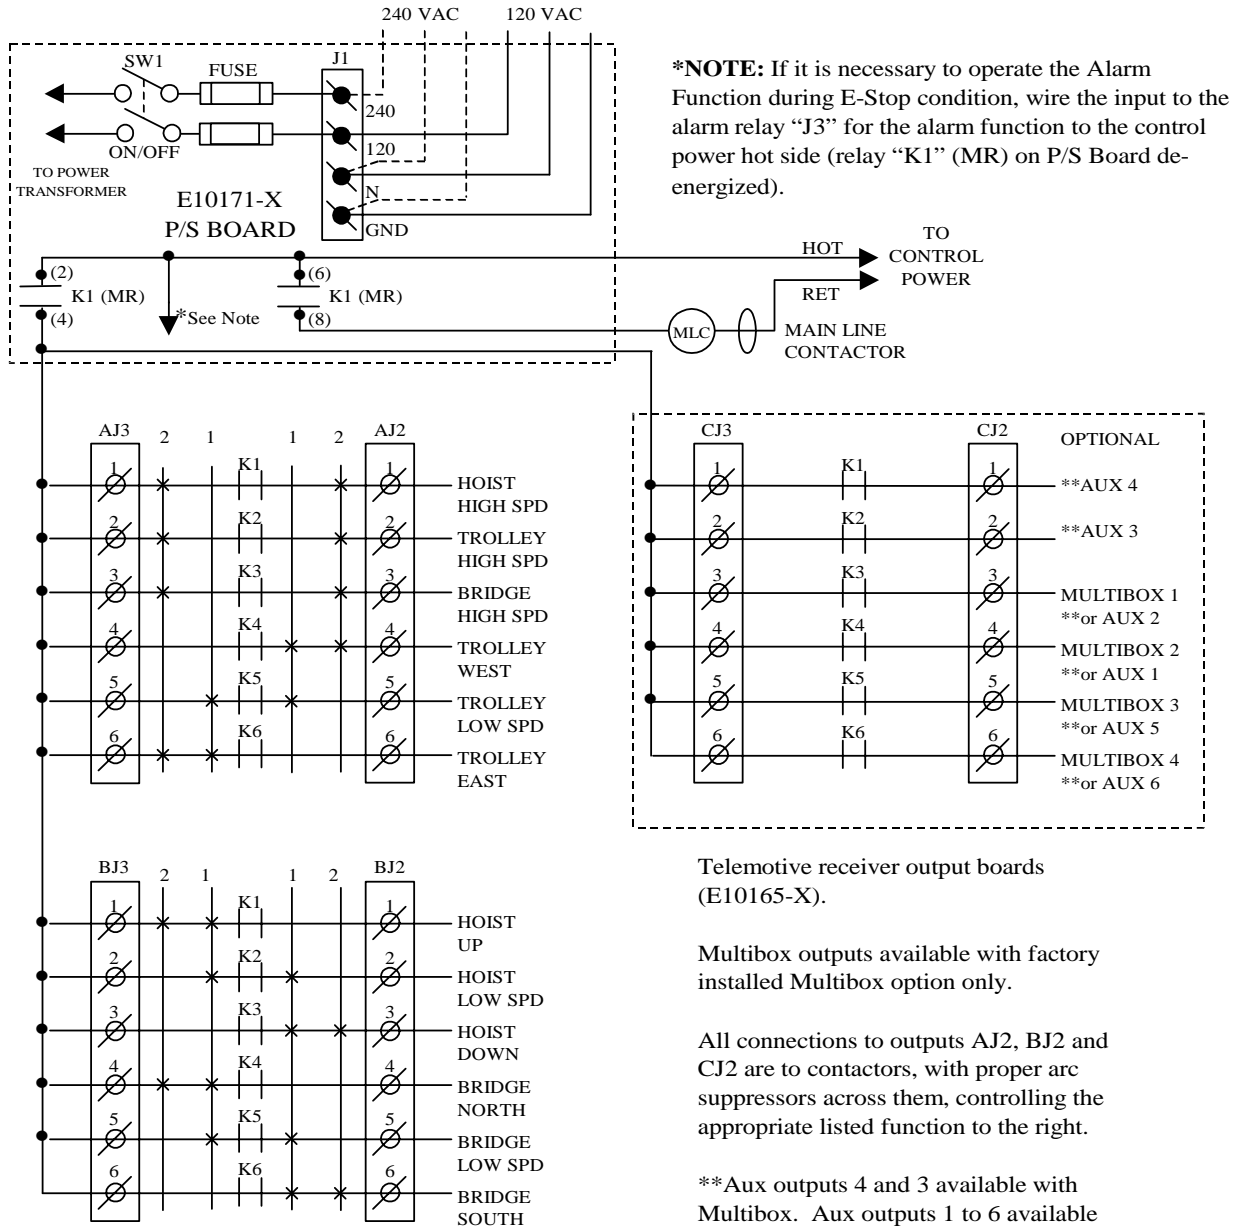 240 VAC 120 VAC
SW1 FUSE J1
240
120
N
GND
ON/OFF
TO POWER
TRANSFORMER
E10171-X
P/S BOARD
*NOTE: If it is necessary to operate the Alarm
Function during E-Stop condition, wire the input to the
alarm relay “J3” for the alarm function to the control
power hot side (relay “K1” (MR) on P/S Board de-
energized).
(2) (6)
K1 (MR) K1 (MR)
(4) *See Note (8)
HOT
RET
TO
CONTROL
POWER
MLC
MAIN LINE
CONTACTOR
AJ3 2 1 1 2 AJ2
1 K1 1 HOIST
HIGH SPD
2 K2 2 TROLLEY
HIGH SPD
3 K3 3 BRIDGE
HIGH SPD
4 K4 4 TROLLEY
WEST
5 K5 5 TROLLEY
LOW SPD
6 K6 6 TROLLEY
EAST
CJ3 CJ2 OPTIONAL
1 K1 1 **AUX 4
2 K2 2 **AUX 3
3 K3 3 MULTIBOX 1
**or AUX 2
4 K4 4 MULTIBOX 2
**or AUX 1
5 K5 5 MULTIBOX 3
**or AUX 5
6 K6 6 MULTIBOX 4
**or AUX 6
BJ3 2 1 1 2 BJ2
1 K1 1 HOIST
UP
2 K2 2 HOIST
LOW SPD
3 K3 3 HOIST
DOWN
4 K4 4 BRIDGE
NORTH
5 K5 5 BRIDGE
LOW SPD
6 K6 6 BRIDGE
SOUTH
Telemotive receiver output boards
(E10165-X).
Multibox outputs available with factory
installed Multibox option only.
All connections to outputs AJ2, BJ2 and
CJ2 are to contactors, with proper arc
suppressors across them, controlling the
appropriate listed function to the right.
**Aux outputs 4 and 3 available with
Multibox. Aux outputs 1 to 6 available